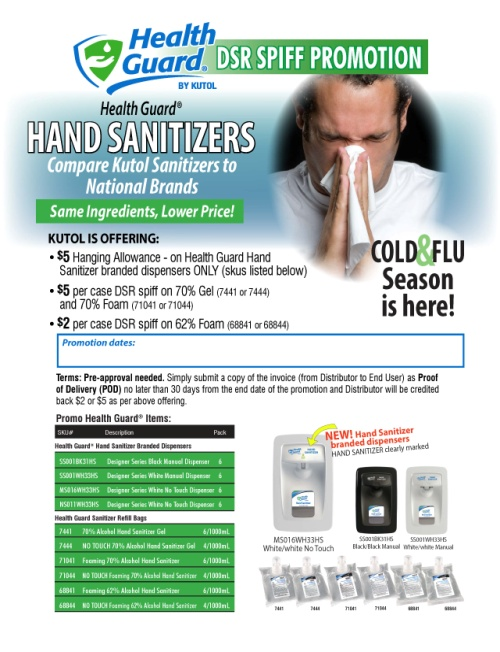 Health
Guard®
BY KUTOL
DSR SPIFF PROMOTION
Health Guard®
HAND SANITIZERS
Compare Kutol Sanitizers to
National Brands
Same Ingredients, Lower Price!
COLD&FLU
Season
is here!
KUTOL IS OFFERING:
• $5 Hanging Allowance - on Health Guard Hand
Sanitizer branded dispensers ONLY (skus listed below)
• $5 per case DSR spiff on 70% Gel (7441 or 7444)
and 70% Foam (71041 or 71044)
• $2 per case DSR spiff on 62% Foam (68841 or 68844)
Promotion dates:
Terms: Pre-approval needed. Simply submit a copy of the invoice (from Distributor to End User) as Proof
of Delivery (POD) no later than 30 days from the end date of the promotion and Distributor will be credited
back $2 or $5 as per above offering.
Promo Health Guard® Items:
SKU# Description Pack
Health Guard® Hand Sanitizer Branded Dispensers
SS001BK31HS Designer Series Black Manual Dispenser 6
SS001WH33HS Designer Series White Manual Dispenser 6
MS016WH33HS Designer Series White No Touch Dispenser 6
NS011WH33HS Designer Series White No Touch Dispenser 6
Health Guard Sanitizer Refill Bags
7441 70% Alcohol Hand Sanitizer Gel 6/1000mL
7444 NO TOUCH 70% Alcohol Hand Sanitizer Gel 4/1000mL
71041 Foaming 70% Alcohol Hand Sanitizer 6/1000mL
71044 NO TOUCH Foaming 70% Alcohol Hand Sanitizer 4/1000mL
68841 Foaming 62% Alcohol Hand Sanitizer 6/1000mL
68844 NO TOUCH Foaming 62% Alcohol Hand Sanitizer 4/1000mL
NEW! Hand Sanitizer
branded dispensers
HAND SANITIZER clearly marked
MS016WH33HS
White/white No Touch
SS001BK31HS
Black/Black Manual
SS001WH33HS
White/white Manual
7441 7444 71041 71044 68841 68844